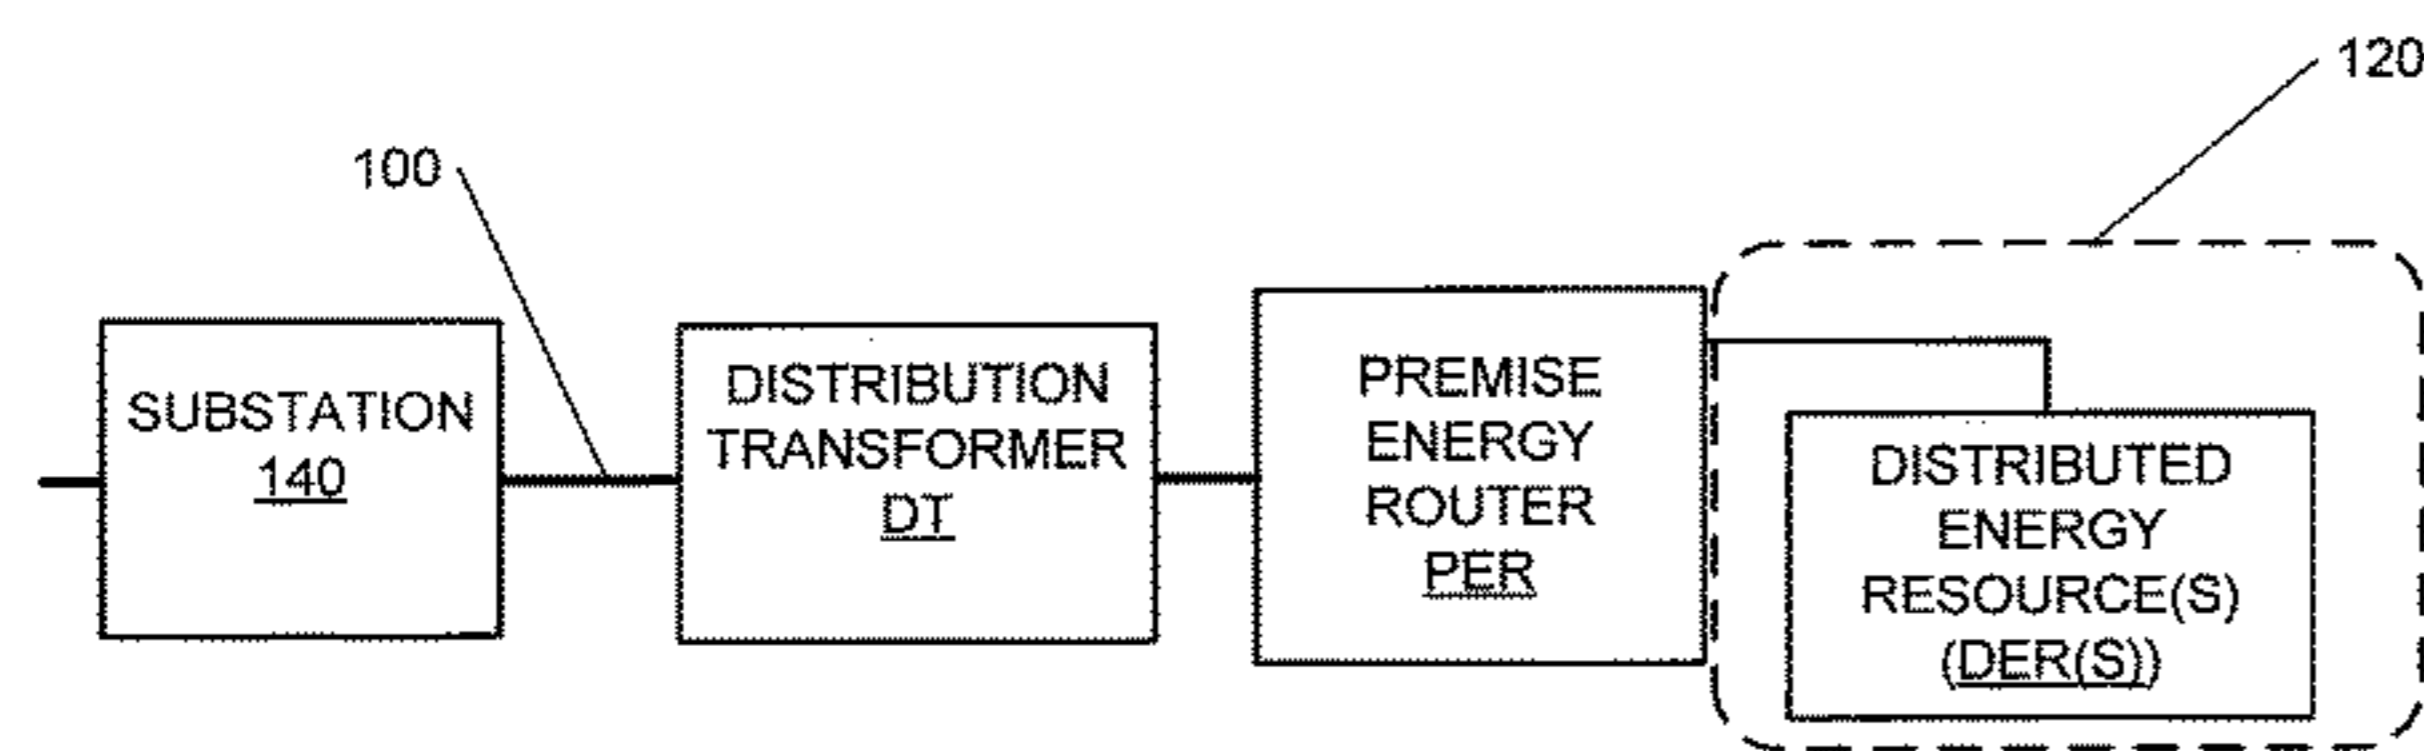 120
100
SUBSTATION
140
DISTRIBUTION
TRANSFORMER
DT
PREMISE
ENERGY
ROUTER
PER
DISTRIBUTED
ENERGY
RESOURCE(S)
(DER(S))